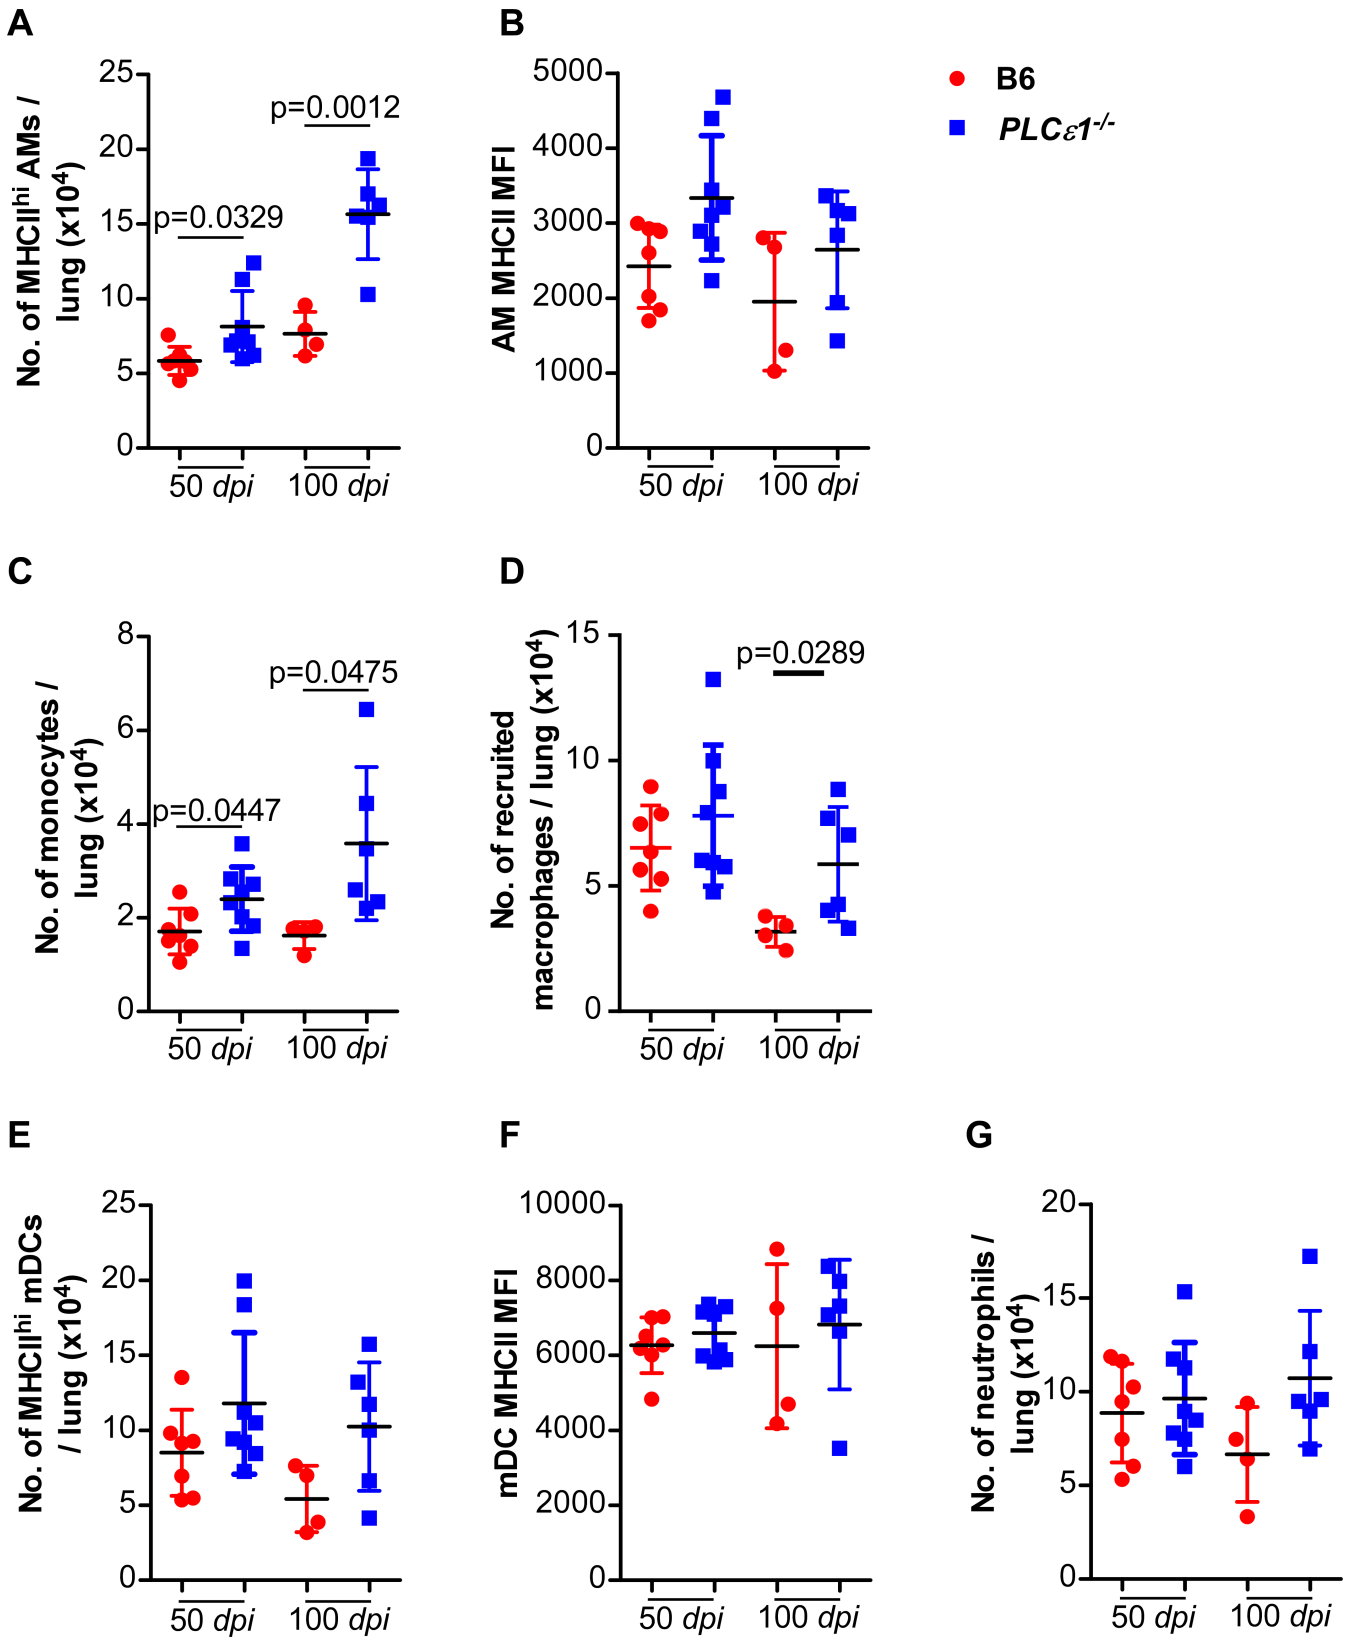 A
No. of MHCIIhi AMs /
lung (x10⁴)
25
20
15
10
5
0
p=0.0329
p=0.0012
50 dpi
100 dpi
B
AM MHCII MFI
5000
4000
3000
2000
1000
0
50 dpi
100 dpi
B6
PLCε1-/-
C
No. of monocytes /
lung (x10⁴)
8
6
4
2
0
p=0.0447
p=0.0475
50 dpi
100 dpi
D
No. of recruited
macrophages / lung (x10⁴)
15
10
5
0
p=0.0289
50 dpi
100 dpi
E
No. of MHCIIhi mDCs
/ lung (x10⁴)
25
20
15
10
5
0
50 dpi
100 dpi
F
mDC MHCII MFI
10000
8000
6000
4000
2000
0
50 dpi
100 dpi
G
No. of neutrophils /
lung (x10⁴)
20
15
10
5
0
50 dpi
100 dpi